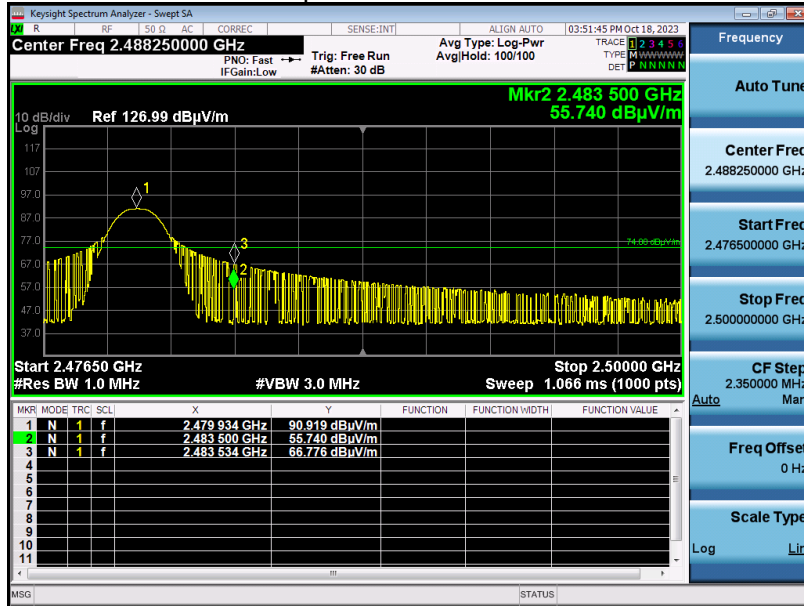 Keysight Spectrum Analyzer - Swept SA
LXI R RF 50 Ω AC CORREC SENSE:INT ALIGN AUTO 03:51:45 PM Oct 18, 2023
Center Freq 2.488250000 GHz
PNO: Fast
IFGain:Low
Trig: Free Run
#Atten: 30 dB
Avg Type: Log-Pwr
Avg|Hold: 100/100
TRACE 1 2 3 4 5 6
TYPE M W W W W W
DET P N N N N N
Mkr2 2.483 500 GHz
55.740 dBµV/m
10 dB/div Ref 126.99 dBµV/m
Log
117
107
97.0
87.0
77.0
67.0
57.0
47.0
37.0
1
3
2
74.00 dBµV/m
Start 2.47650 GHz Stop 2.50000 GHz
#Res BW 1.0 MHz #VBW 3.0 MHz Sweep 1.066 ms (1000 pts)
MKR MODE TRC SCL X Y FUNCTION FUNCTION WIDTH FUNCTION VALUE
1 N 1 f 2.479 934 GHz 90.919 dBµV/m
2 N 1 f 2.483 500 GHz 55.740 dBµV/m
3 N 1 f 2.483 534 GHz 66.776 dBµV/m
4
5
6
7
8
9
10
11
MSG STATUS
Frequency
Auto Tune
Center Freq
2.488250000 GHz
Start Freq
2.476500000 GHz
Stop Freq
2.500000000 GHz
CF Step
2.350000 MHz
Auto Man
Freq Offset
0 Hz
Scale Type
Log Lin